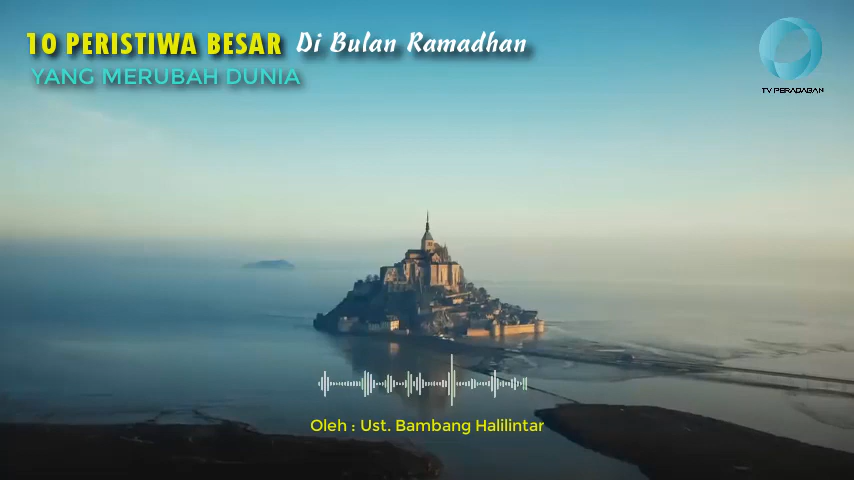 10 PERISTIWA BESAR Di Bulan Ramadhan
YANG MERUBAH DUNIA
TV PERADABAN
Oleh : Ust. Bambang Halilintar